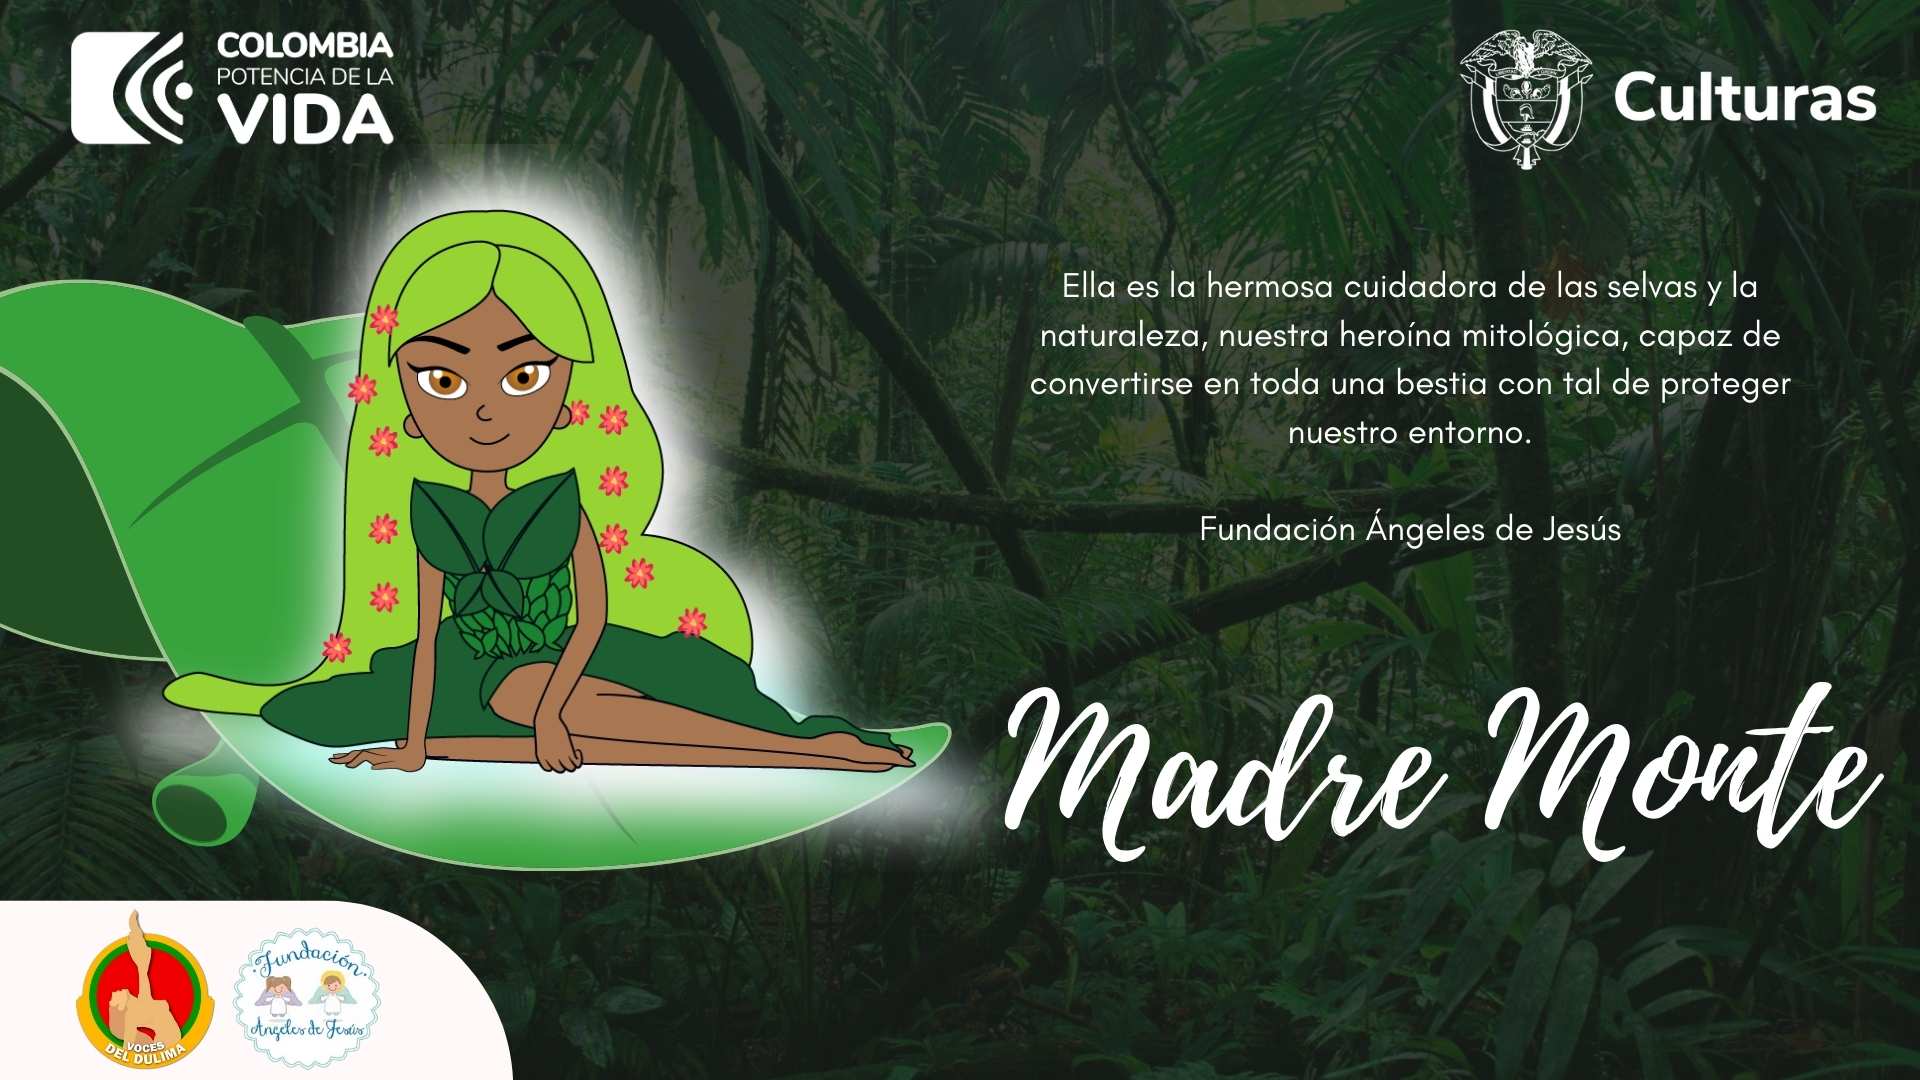 COLOMBIA
POTENCIA DE LA
VIDA
Culturas
Ella es la hermosa cuidadora de las selvas y la
naturaleza, nuestra heroína mitológica, capaz de
convertirse en toda una bestia con tal de proteger
nuestro entorno.
Fundación Ángeles de Jesús
Madre Monte
VOCES
DEL DULIMA
Fundación
Ángeles de Jesús